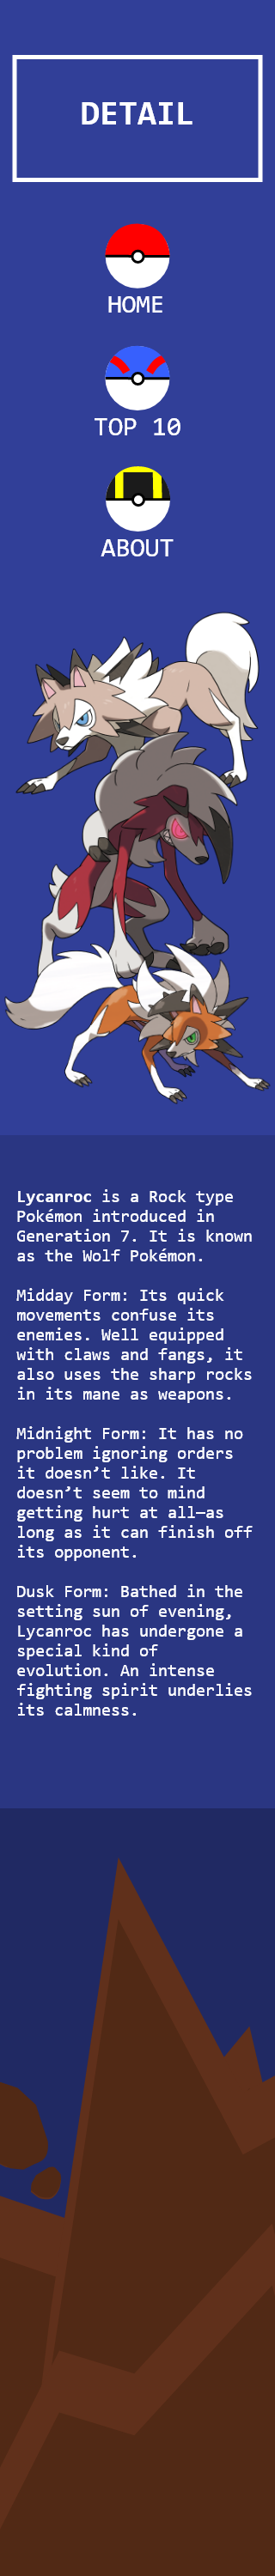 DETAIL
HOME
TOP 10
ABOUT
Lycanroc is a Rock type
Pokémon introduced in
Generation 7. It is known
as the Wolf Pokémon.
Midday Form: Its quick
movements confuse its
enemies. Well equipped
with claws and fangs, it
also uses the sharp rocks
in its mane as weapons.
Midnight Form: It has no
problem ignoring orders
it doesn’t like. It
doesn’t seem to mind
getting hurt at all—as
long as it can finish off
its opponent.
Dusk Form: Bathed in the
setting sun of evening,
Lycanroc has undergone a
special kind of
evolution. An intense
fighting spirit underlies
its calmness.